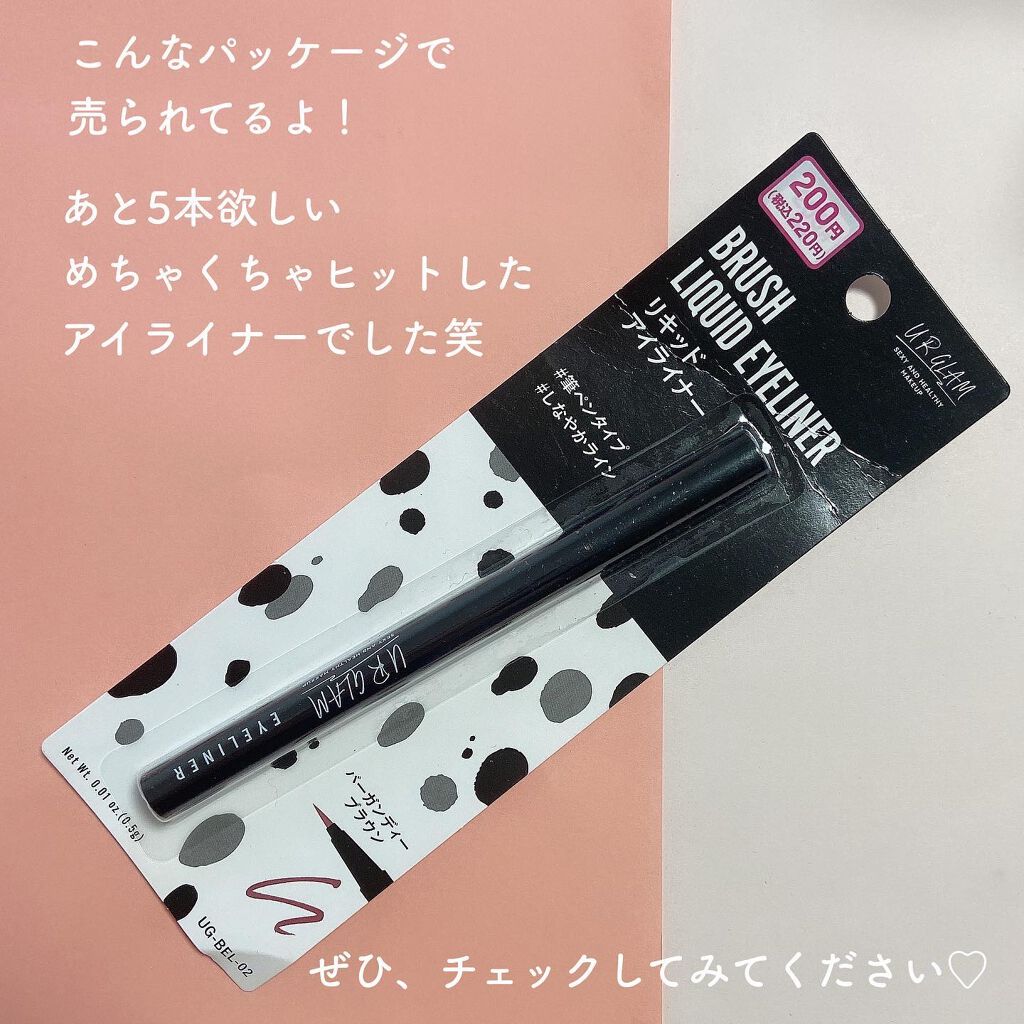 こんなパッケージで
売られてるよ！
あと5本欲しい
めちゃくちゃヒットした
アイライナーでした笑
200円
(税込220円)
BRUSH
LIQUID EYELINER
リキッド
アイライナー
#筆ペンタイプ
#しなやかライン
UR GLAM
SEXY AND HEALTHY
MAKEUP
UR GLAM
SEXY AND HEALTHY MAKEUP
EYELINER
バーガンディー
ブラウン
Net Wt. 0.01 oz.(0.5g)
UG-BEL-02
ぜひ、チェックしてみてください♡